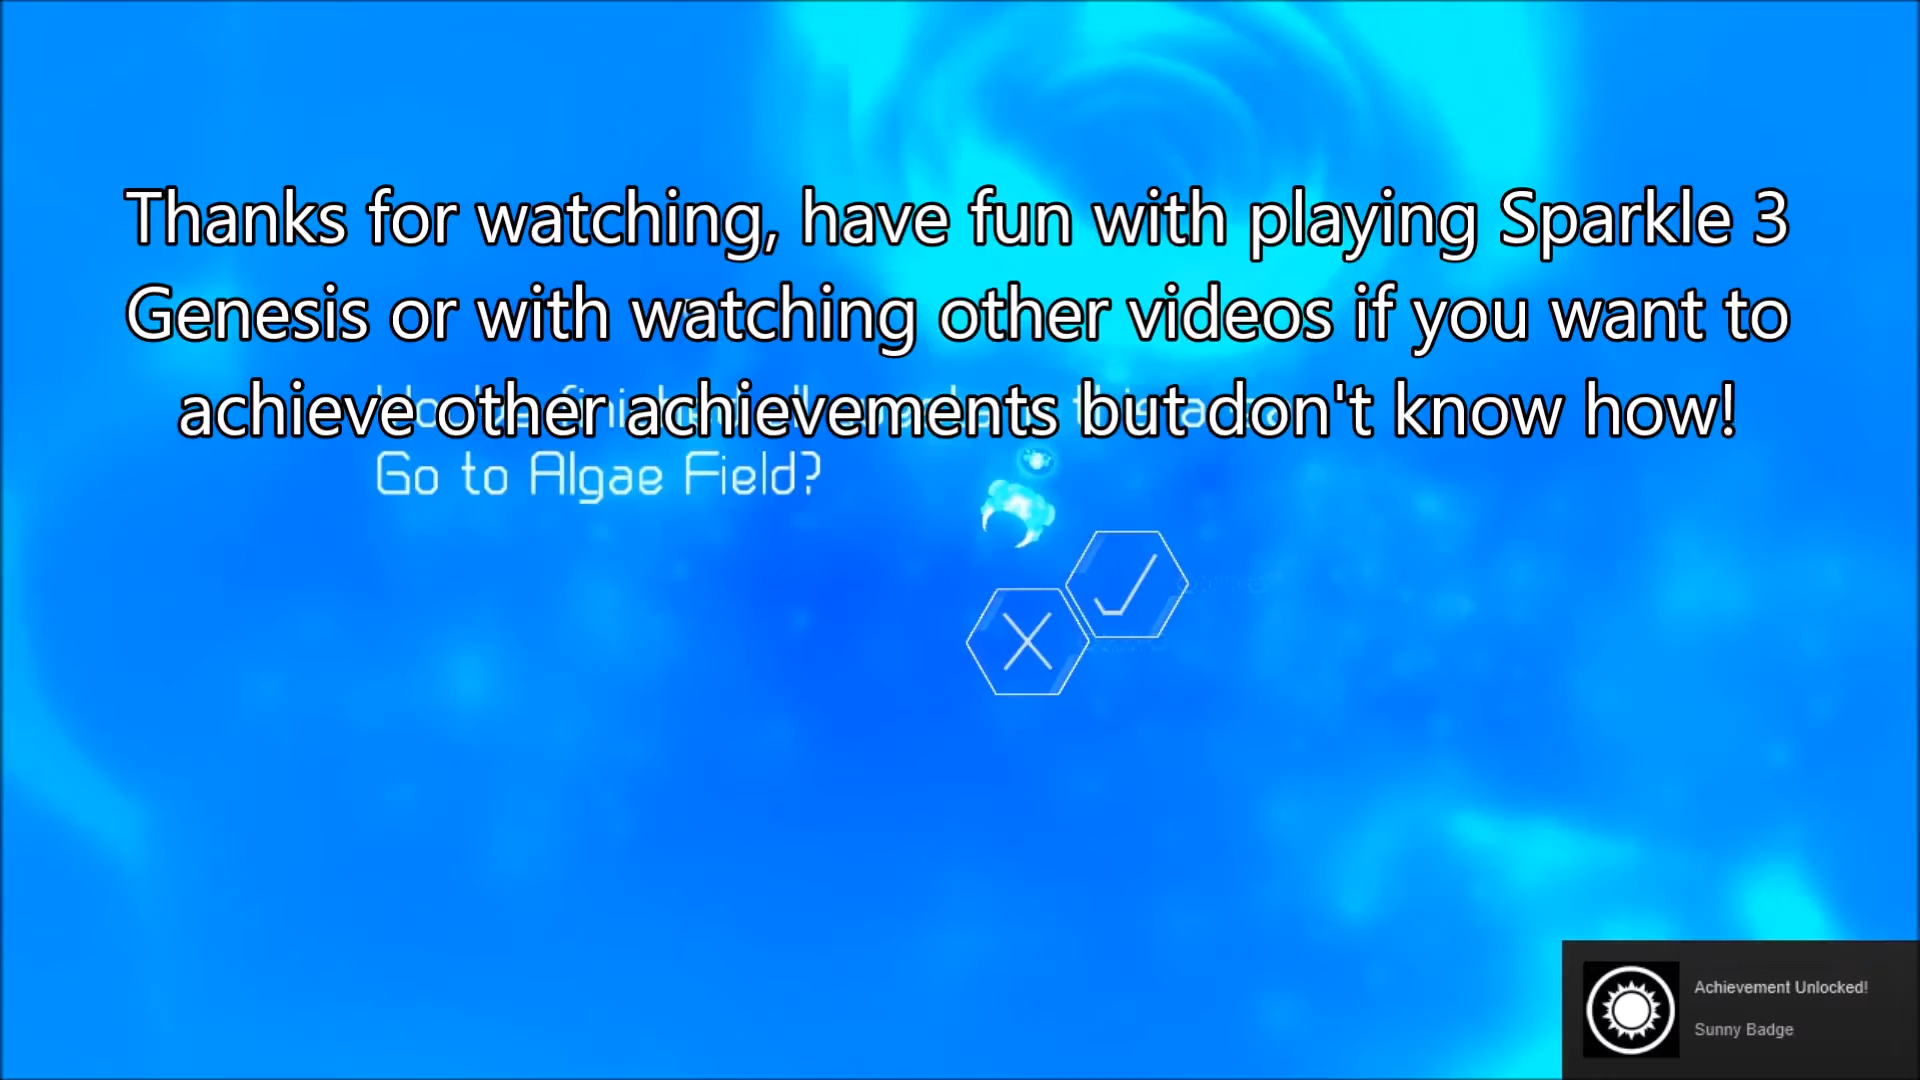 Thanks for watching, have fun with playing Sparkle 3
Genesis or with watching other videos if you want to
achieve other achievements but don't know how!
Go to Algae Field?
Achievement Unlocked!
Sunny Badge